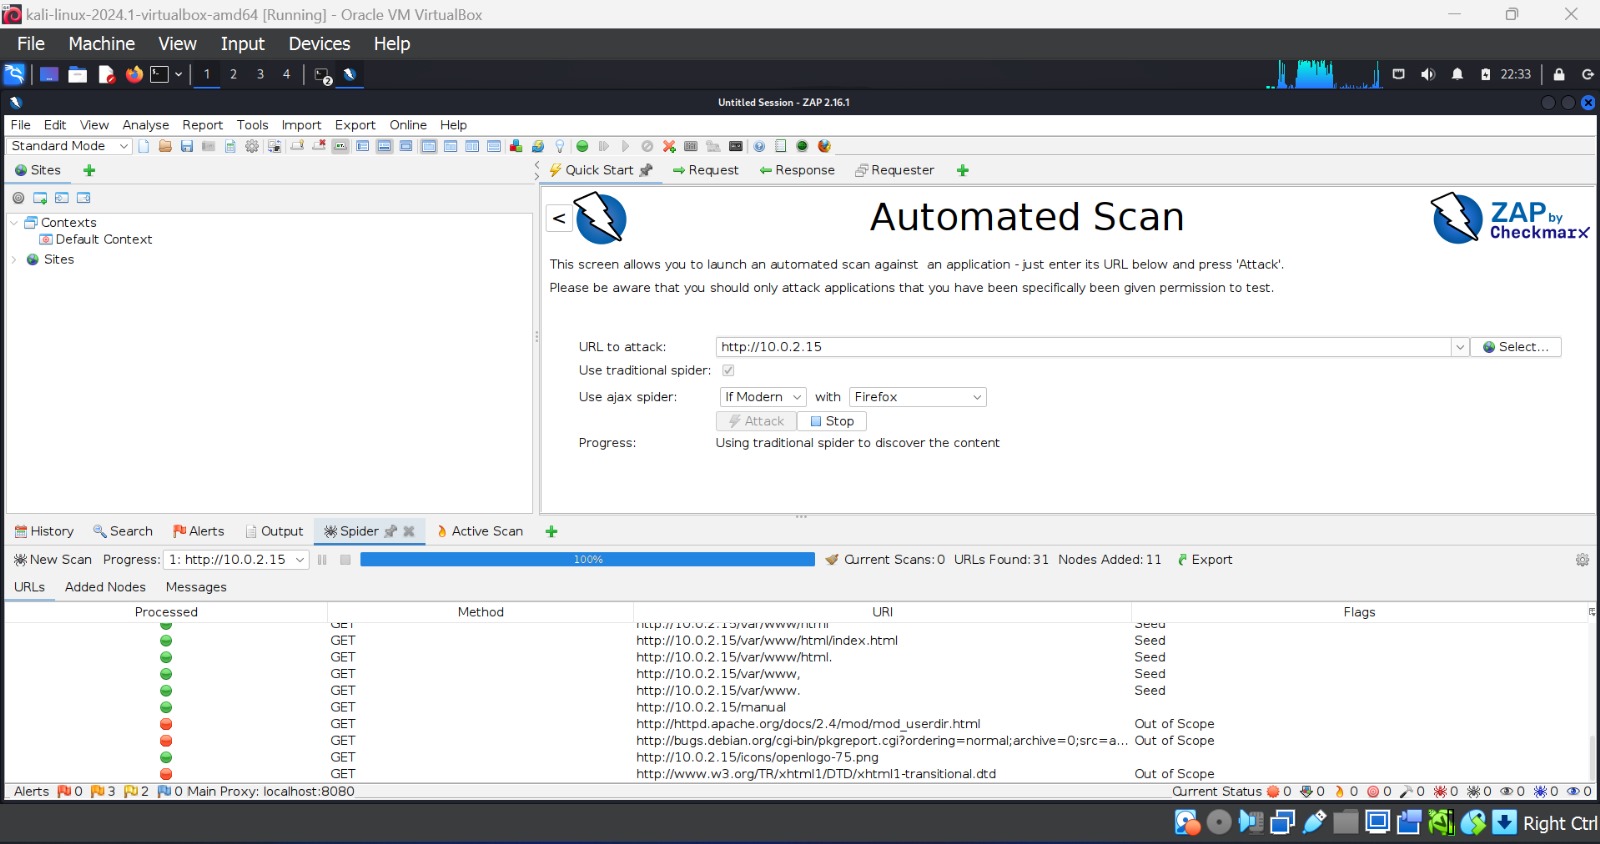 kali-linux-2024.1-virtualbox-amd64 [Running] - Oracle VM VirtualBox
File Machine View Input Devices Help
1 2 3 4 2 22:33
Untitled Session - ZAP 2.16.1
File Edit View Analyse Report Tools Import Export Online Help
Standard Mode
Sites
Quick Start Request Response Requester
Contexts
Default Context
Sites
< Automated Scan ZAP by Checkmarx
This screen allows you to launch an automated scan against an application - just enter its URL below and press 'Attack'.
Please be aware that you should only attack applications that you have been specifically been given permission to test.
URL to attack: http://10.0.2.15 Select...
Use traditional spider:
Use ajax spider: If Modern with Firefox
Attack Stop
Progress: Using traditional spider to discover the content
History Search Alerts Output Spider Active Scan
New Scan Progress: 1: http://10.0.2.15 100% Current Scans: 0 URLs Found: 31 Nodes Added: 11 Export
URLs Added Nodes Messages
Processed Method URI Flags
GET http://10.0.2.15/var/www/html Seed
GET http://10.0.2.15/var/www/html/index.html Seed
GET http://10.0.2.15/var/www/html. Seed
GET http://10.0.2.15/var/www, Seed
GET http://10.0.2.15/var/www. Seed
GET http://10.0.2.15/manual
GET http://httpd.apache.org/docs/2.4/mod/mod_userdir.html Out of Scope
GET http://bugs.debian.org/cgi-bin/pkgreport.cgi?ordering=normal;archive=0;src=a... Out of Scope
GET http://10.0.2.15/icons/openlogo-75.png
GET http://www.w3.org/TR/xhtml1/DTD/xhtml1-transitional.dtd Out of Scope
Alerts 0 3 2 0 Main Proxy: localhost:8080 Current Status 0 0 0 0 0 0 0 0 0 0
Right Ctrl